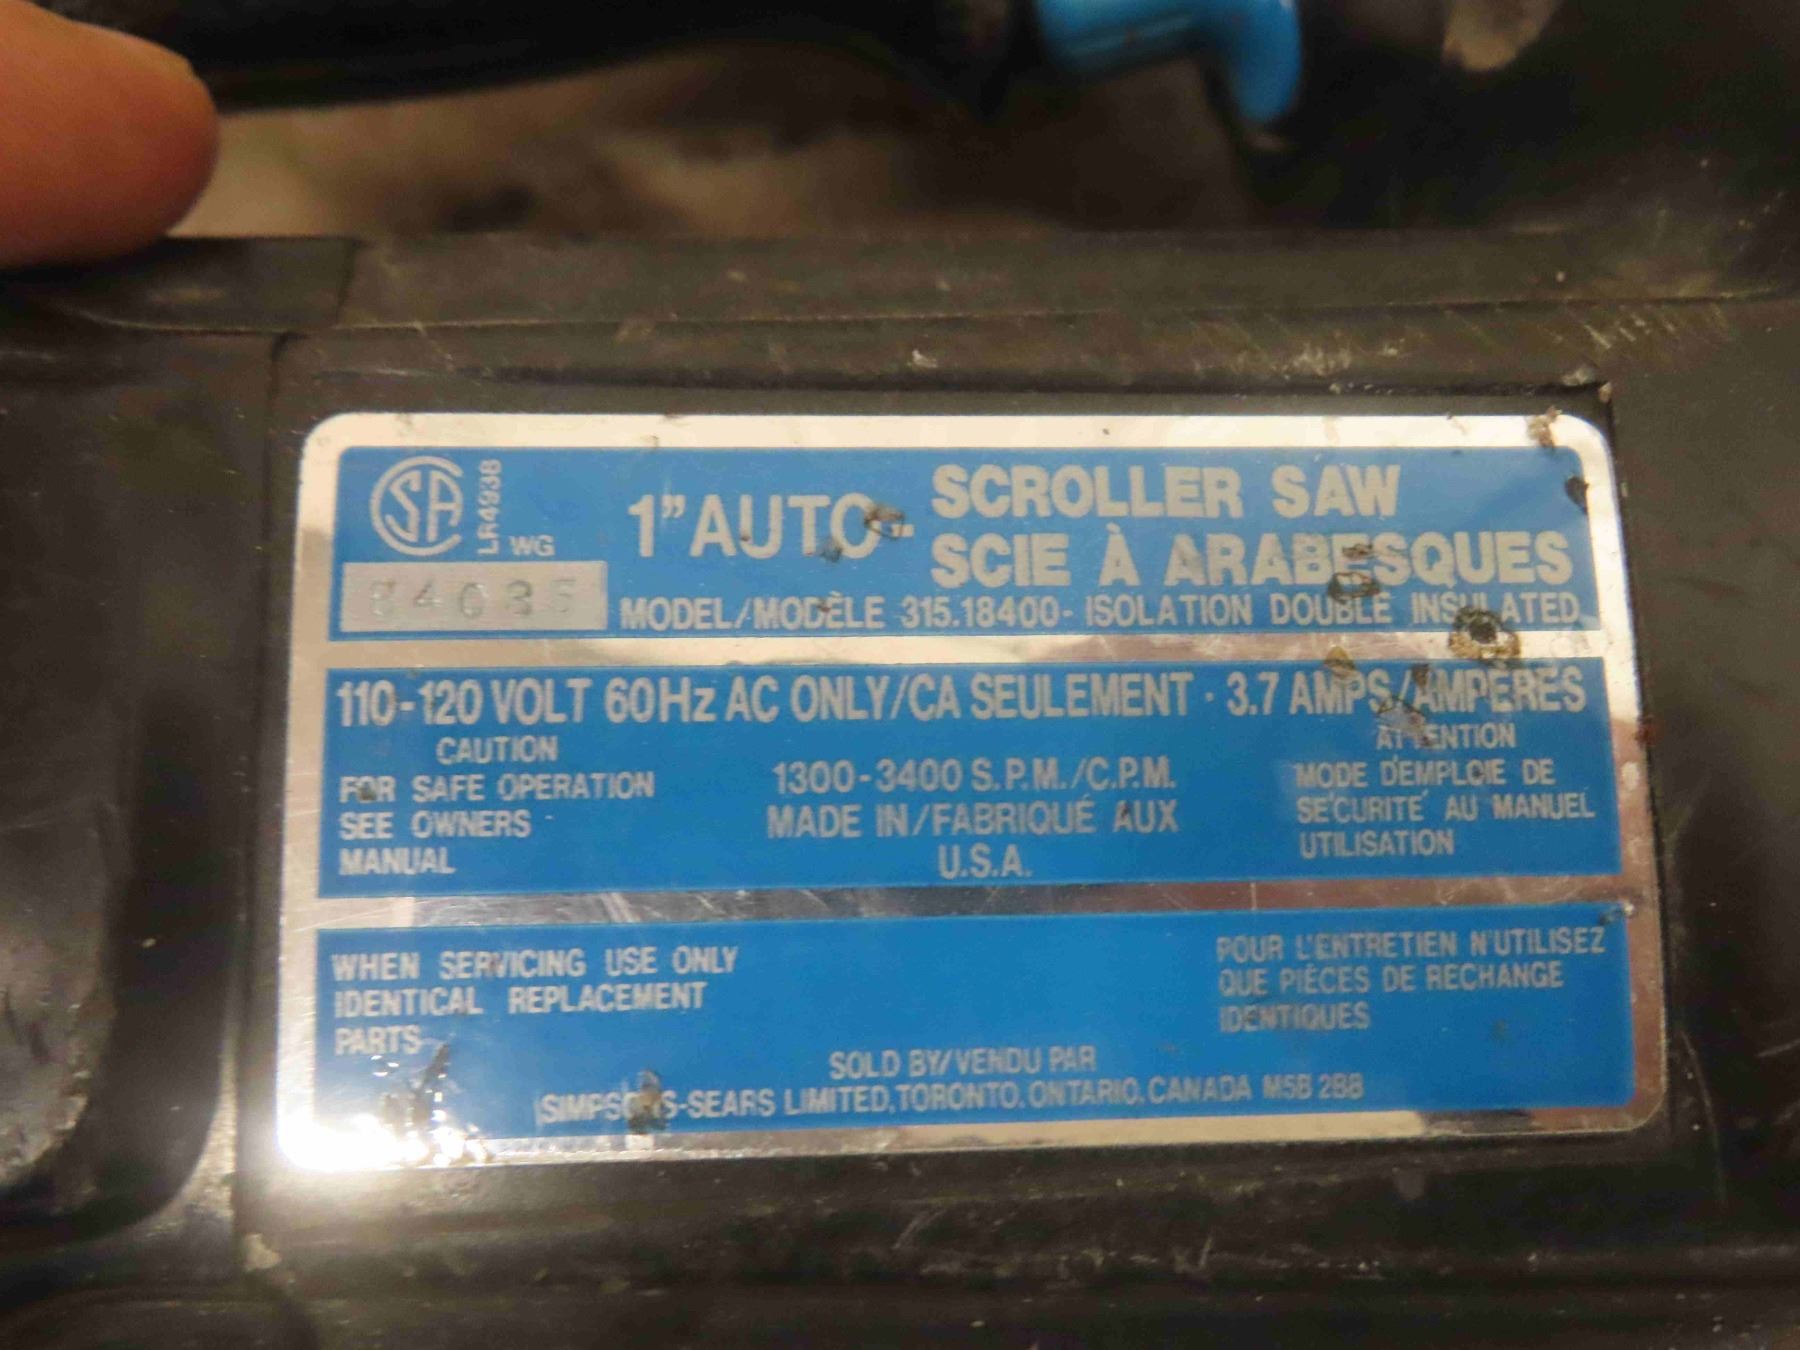 SA LR4938
WG
1" AUTO- SCROLLER SAW
SCIE À ARABESQUES
MODEL/MODÈLE 315.18400- ISOLATION DOUBLE INSULATED
110-120 VOLT 60Hz AC ONLY/CA SEULEMENT · 3.7 AMPS/AMPERES
CAUTION
FOR SAFE OPERATION
SEE OWNERS
MANUAL
1300-3400 S.P.M./C.P.M.
MADE IN/FABRIQUÉ AUX
U.S.A.
ATTENTION
MODE D'EMPLOIE DE
SÉCURITÉ AU MANUEL
UTILISATION
WHEN SERVICING USE ONLY
IDENTICAL REPLACEMENT
PARTS
POUR L'ENTRETIEN N'UTILISEZ
QUE PIÈCES DE RECHANGE
IDENTIQUES
SOLD BY/VENDU PAR
SIMPSONS-SEARS LIMITED, TORONTO, ONTARIO, CANADA M5B 2B8